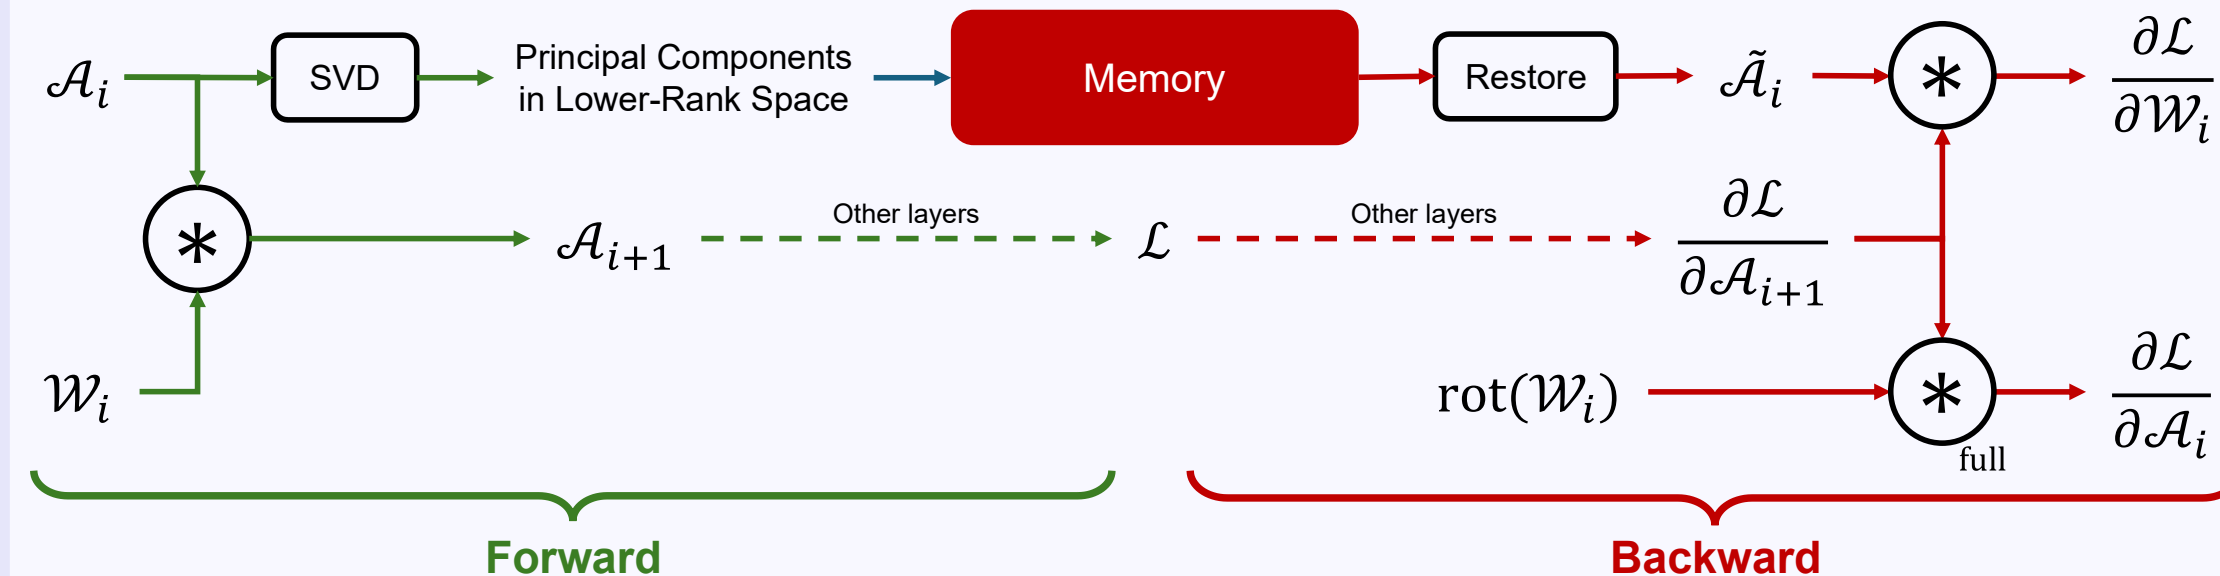 𝒜ᵢ
SVD
Principal Components
in Lower-Rank Space
Memory
Restore
𝒜̃ᵢ
*
∂ℒ
∂𝒲ᵢ
*
𝒜ᵢ₊₁
Other layers
ℒ
Other layers
∂ℒ
∂𝒜ᵢ₊₁
𝒲ᵢ
rot(𝒲ᵢ)
*
full
∂ℒ
∂𝒜ᵢ
Forward
Backward